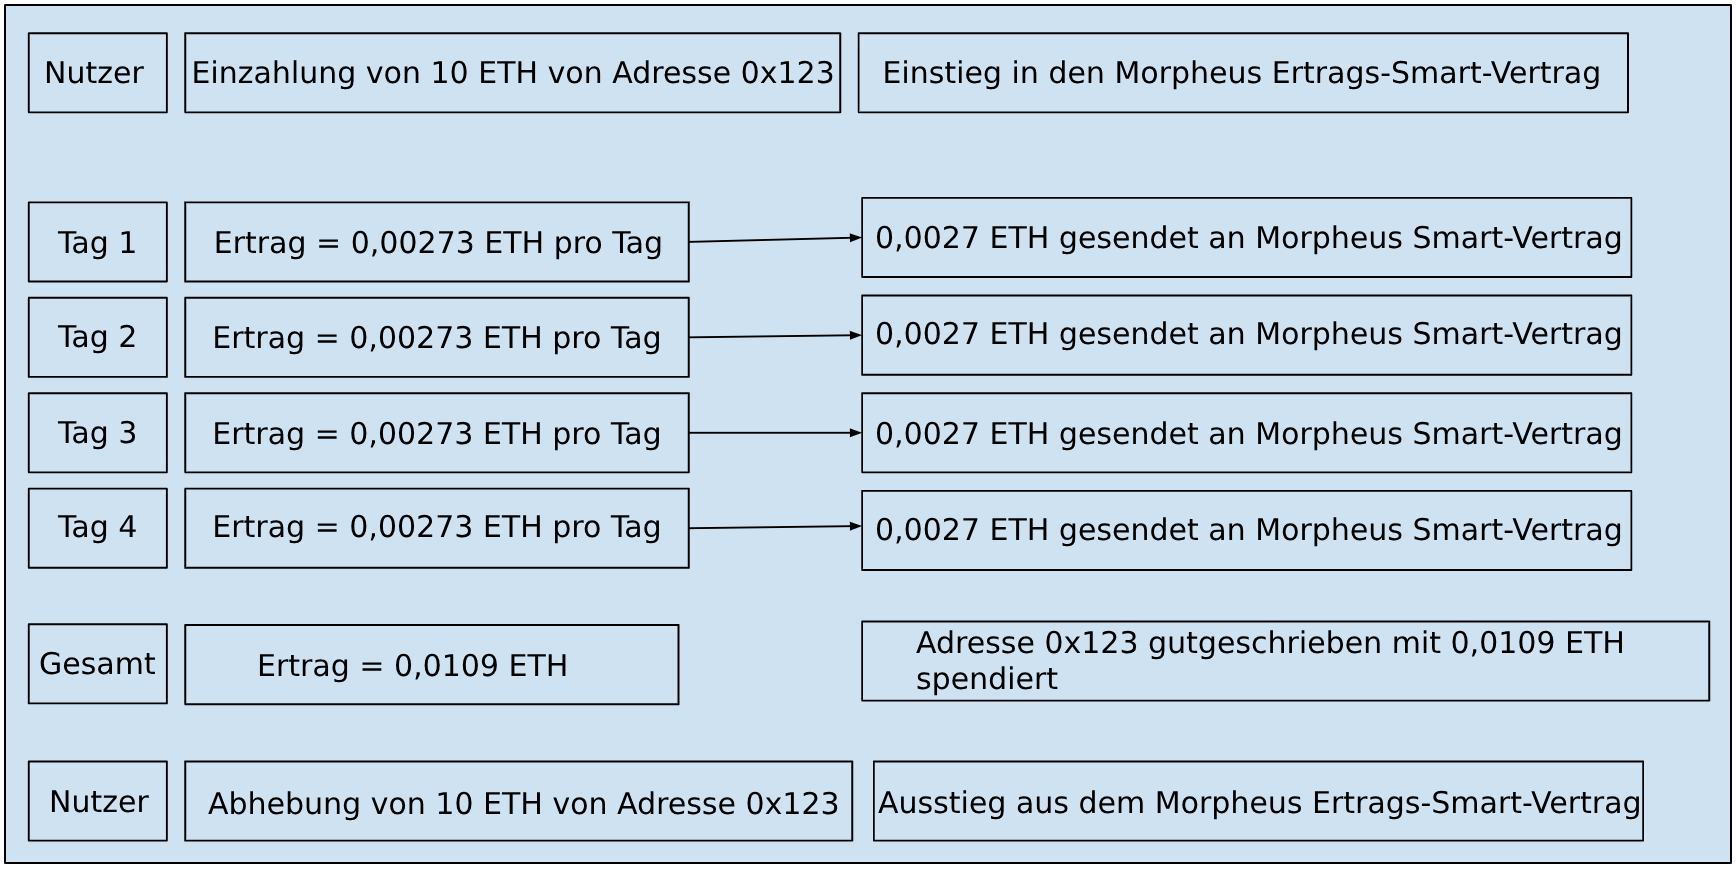 Nutzer
Einzahlung von 10 ETH von Adresse 0x123
Einstieg in den Morpheus Ertrags-Smart-Vertrag
Tag 1
Ertrag = 0,00273 ETH pro Tag
0,0027 ETH gesendet an Morpheus Smart-Vertrag
Tag 2
Ertrag = 0,00273 ETH pro Tag
0,0027 ETH gesendet an Morpheus Smart-Vertrag
Tag 3
Ertrag = 0,00273 ETH pro Tag
0,0027 ETH gesendet an Morpheus Smart-Vertrag
Tag 4
Ertrag = 0,00273 ETH pro Tag
0,0027 ETH gesendet an Morpheus Smart-Vertrag
Gesamt
Ertrag = 0,0109 ETH
Adresse 0x123 gutgeschrieben mit 0,0109 ETH
spendiert
Nutzer
Abhebung von 10 ETH von Adresse 0x123
Ausstieg aus dem Morpheus Ertrags-Smart-Vertrag